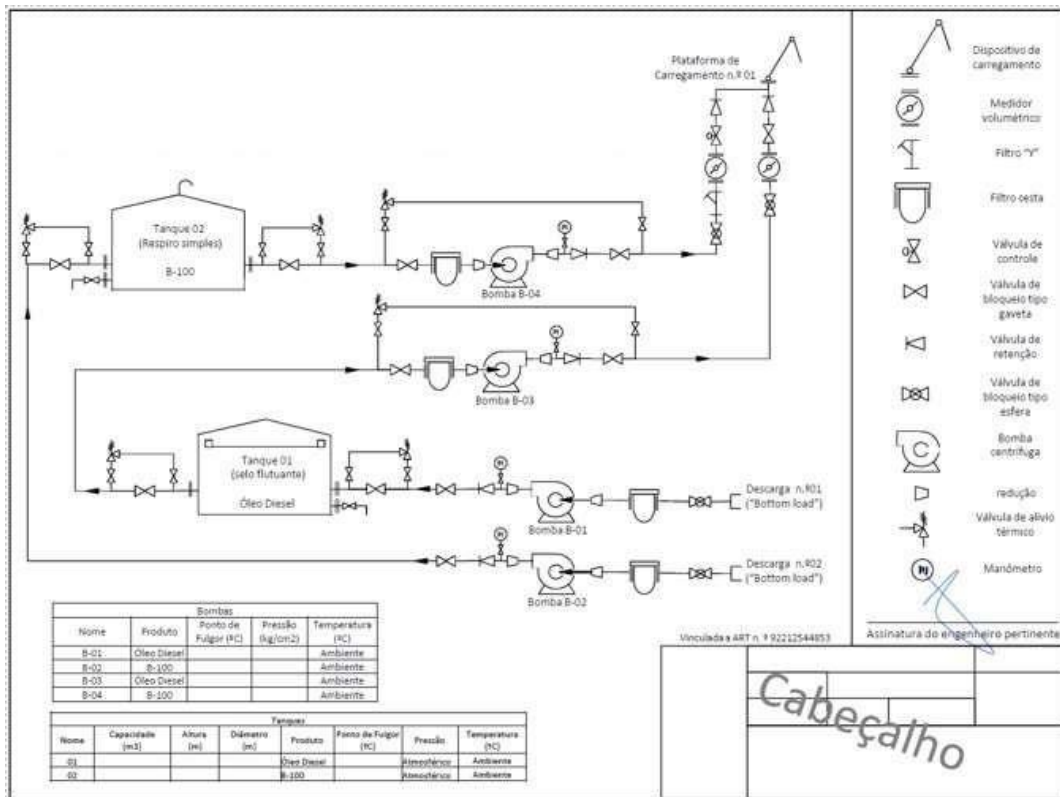 Plataforma de
Carregamento n.º 01
Tanque 02
(Respiro simples)
B-100
Bomba B-04
Bomba B-03
Tanque 01
(selo flutuante)
Óleo Diesel
Bomba B-01
Descarga n.º01
("Bottom load")
Bomba B-02
Descarga n.º02
("Bottom load")
Dispositivo de
carregamento
Medidor
volumétrico
Filtro "Y"
Filtro cesta
Válvula de
controle
Válvula de
bloqueio tipo
gaveta
Válvula de
retenção
Válvula de
bloqueio tipo
esfera
Bomba
centrífuga
redução
Válvula de alívio
térmico
Manômetro
Assinatura do engenheiro pertinente
Vinculada a ART n. º 92212544853
Bombas
Nome Produto Ponto de Fulgor (ºC) Pressão (kg/cm2) Temperatura (ºC)
B-01 Óleo Diesel Ambiente
B-02 B-100 Ambiente
B-03 Óleo Diesel Ambiente
B-04 B-100 Ambiente
Tanques
Nome Capacidade (m3) Altura (m) Diâmetro (m) Produto Ponto de Fulgor (ºC) Pressão Temperatura (ºC)
01 Óleo Diesel Atmosférico Ambiente
02 B-100 Atmosférico Ambiente
Cabeçalho